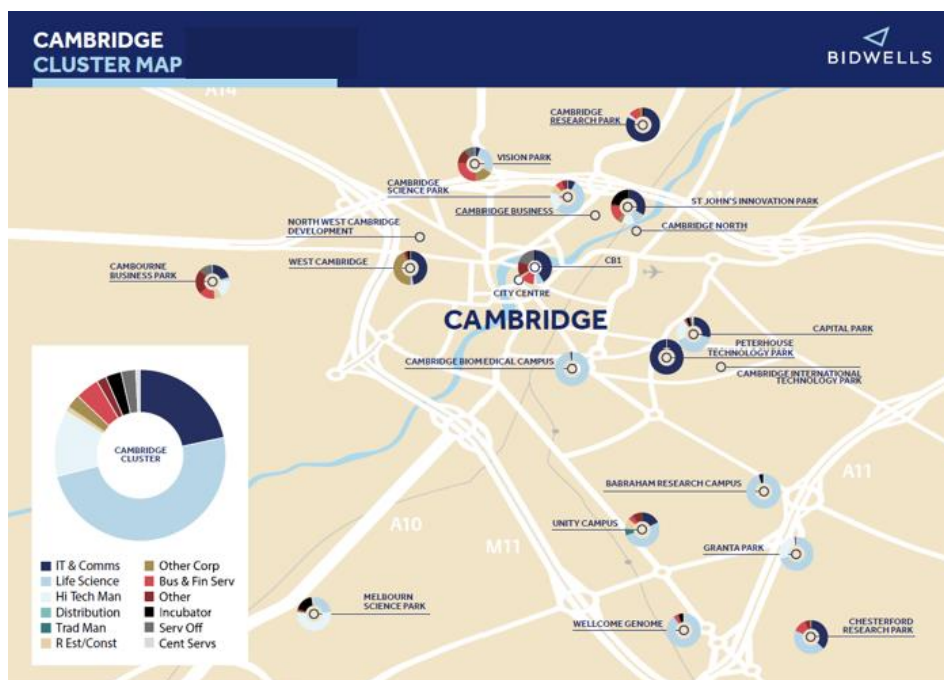 CAMBRIDGE
CLUSTER MAP
BIDWELLS
A14
CAMBRIDGE
RESEARCH PARK
VISION PARK
CAMBRIDGE
SCIENCE PARK
A14
ST JOHN'S INNOVATION PARK
CAMBRIDGE BUSINESS
NORTH WEST CAMBRIDGE
DEVELOPMENT
CAMBRIDGE NORTH
WEST CAMBRIDGE
CB1
CAMBOURNE
BUSINESS PARK
CITY CENTRE
CAMBRIDGE
CAPITAL PARK
PETERHOUSE
TECHNOLOGY PARK
CAMBRIDGE BIOMEDICAL CAMPUS
CAMBRIDGE INTERNATIONAL
TECHNOLOGY PARK
CAMBRIDGE
CLUSTER
A11
BABRAHAM RESEARCH CAMPUS
A10
UNITY CAMPUS
M11
GRANTA PARK
IT & Comms
Life Science
Hi Tech Man
Distribution
Trad Man
R Est/Const
Other Corp
Bus & Fin Serv
Other
Incubator
Serv Off
Cent Servs
MELBOURN
SCIENCE PARK
WELLCOME GENOME
CHESTERFORD
RESEARCH PARK